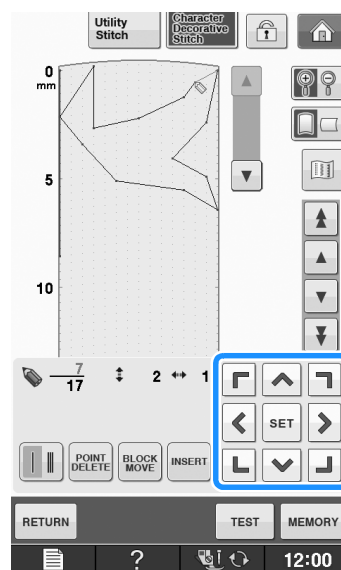 Utility
Stitch
Character
Decorative
Stitch
0
mm
5
10
7
17
2
1
SET
POINT
DELETE
BLOCK
MOVE
INSERT
RETURN
TEST
MEMORY
?
12:00